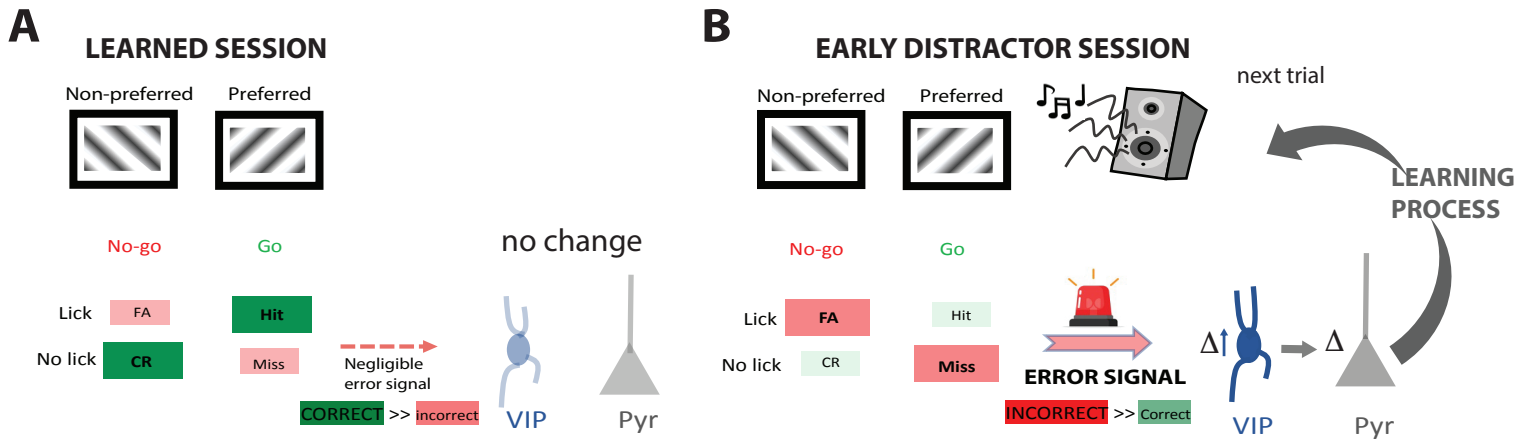 A
LEARNED SESSION
Non-preferred
Preferred
No-go
Go
no change
Lick
FA
Hit
No lick
CR
Miss
Negligible
error signal
CORRECT >> incorrect
VIP
Pyr
B
EARLY DISTRACTOR SESSION
next trial
Non-preferred
Preferred
LEARNING
PROCESS
No-go
Go
Lick
FA
Hit
No lick
CR
Miss
ERROR SIGNAL
INCORRECT >> Correct
Δ
VIP
Δ
Pyr